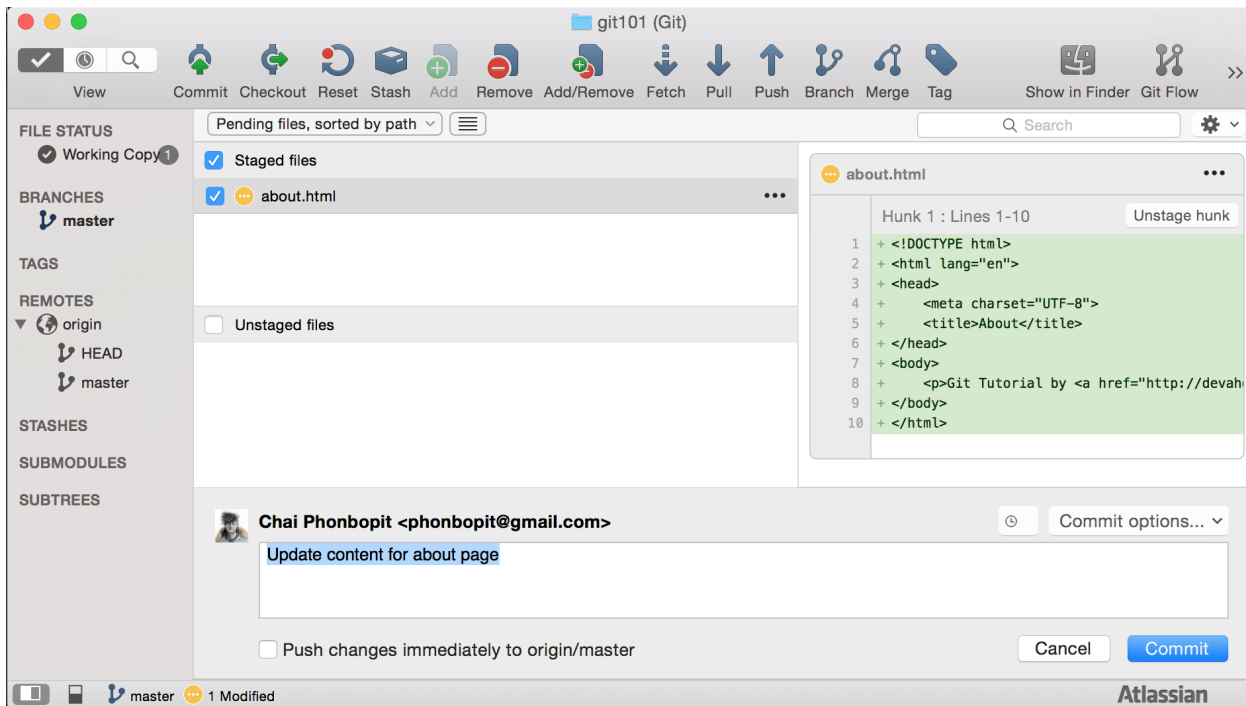 git101 (Git)
View
Commit Checkout Reset Stash Add Remove Add/Remove Fetch Pull Push Branch Merge Tag Show in Finder Git Flow
FILE STATUS
Working Copy 1
BRANCHES
master
TAGS
REMOTES
origin
HEAD
master
STASHES
SUBMODULES
SUBTREES
Pending files, sorted by path
Search
Staged files
about.html
Unstaged files
about.html
Hunk 1 : Lines 1-10 Unstage hunk
1 + <!DOCTYPE html>
2 + <html lang="en">
3 + <head>
4 + <meta charset="UTF-8">
5 + <title>About</title>
6 + </head>
7 + <body>
8 + <p>Git Tutorial by <a href="http://devah
9 + </body>
10 + </html>
Chai Phonbopit <phonbopit@gmail.com>
Commit options...
Update content for about page
Push changes immediately to origin/master
Cancel Commit
master 1 Modified
Atlassian